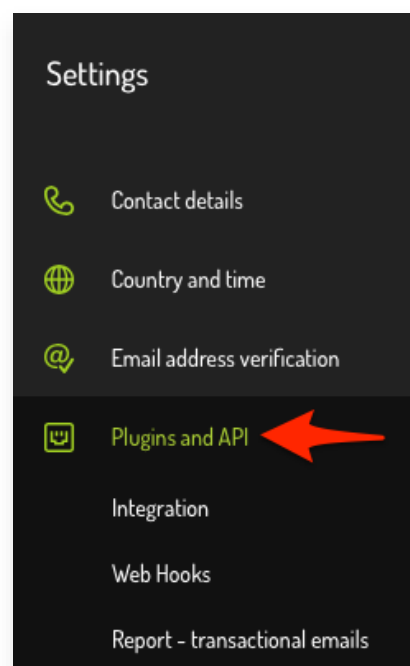 Settings
Contact details
Country and time
Email address verification
Plugins and API
Integration
Web Hooks
Report - transactional emails